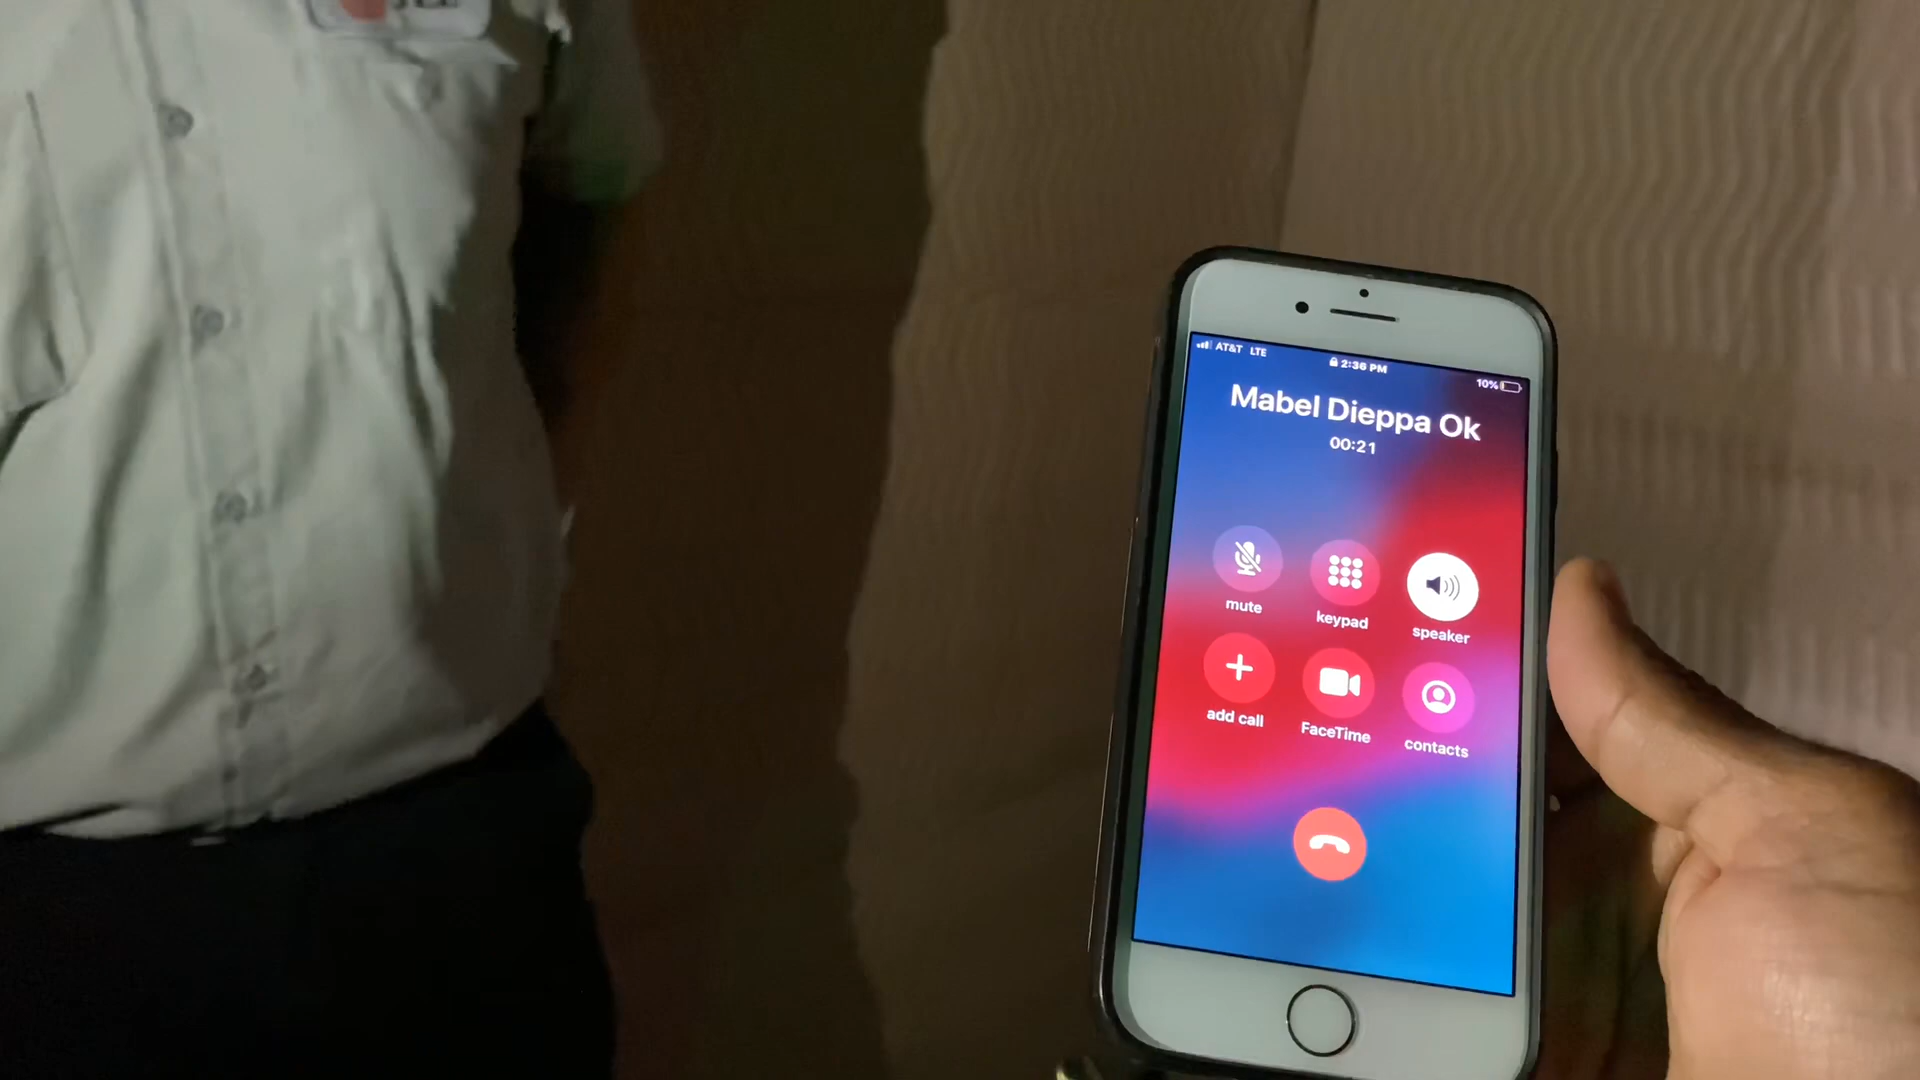 AT&T LTE
2:36 PM
10%
Mabel Dieppa Ok
00:21
mute
keypad
speaker
add call
FaceTime
contacts